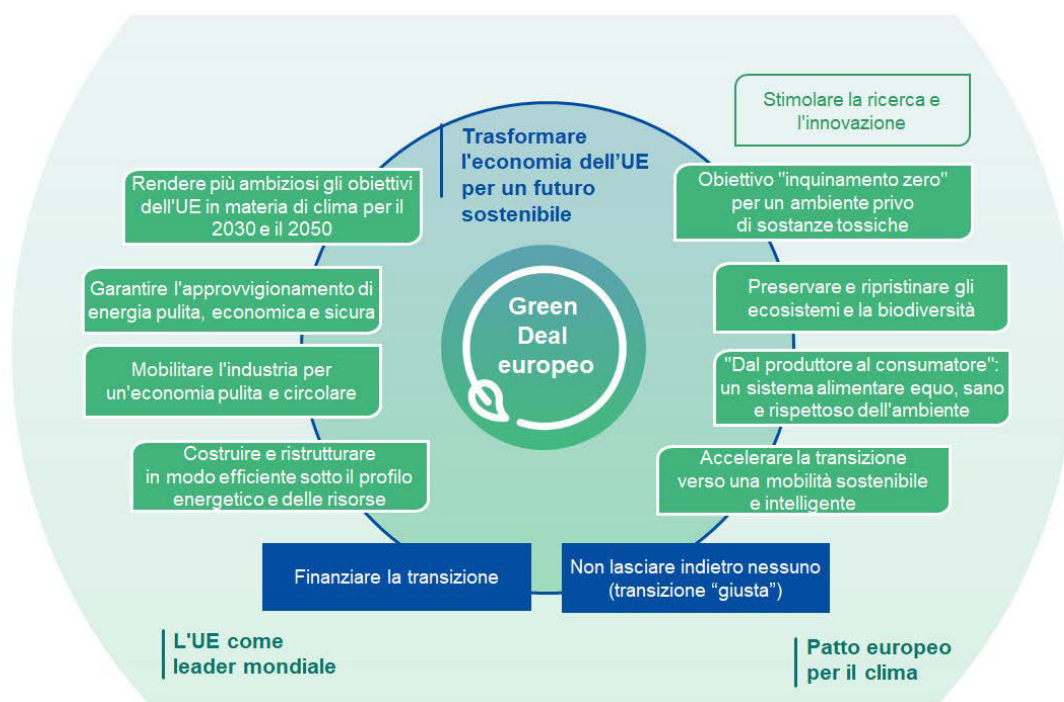 Stimolare la ricerca e
l'innovazione
Trasformare
l'economia dell'UE
per un futuro
sostenibile
Rendere più ambiziosi gli obiettivi
dell'UE in materia di clima per il
2030 e il 2050
Obiettivo "inquinamento zero"
per un ambiente privo
di sostanze tossiche
Garantire l'approvvigionamento di
energia pulita, economica e sicura
Preservare e ripristinare gli
ecosistemi e la biodiversità
Green
Deal
europeo
Mobilitare l'industria per
un'economia pulita e circolare
"Dal produttore al consumatore":
un sistema alimentare equo, sano
e rispettoso dell'ambiente
Costruire e ristrutturare
in modo efficiente sotto il profilo
energetico e delle risorse
Accelerare la transizione
verso una mobilità sostenibile
e intelligente
Finanziare la transizione
Non lasciare indietro nessuno
(transizione “giusta”)
L'UE come
leader mondiale
Patto europeo
per il clima